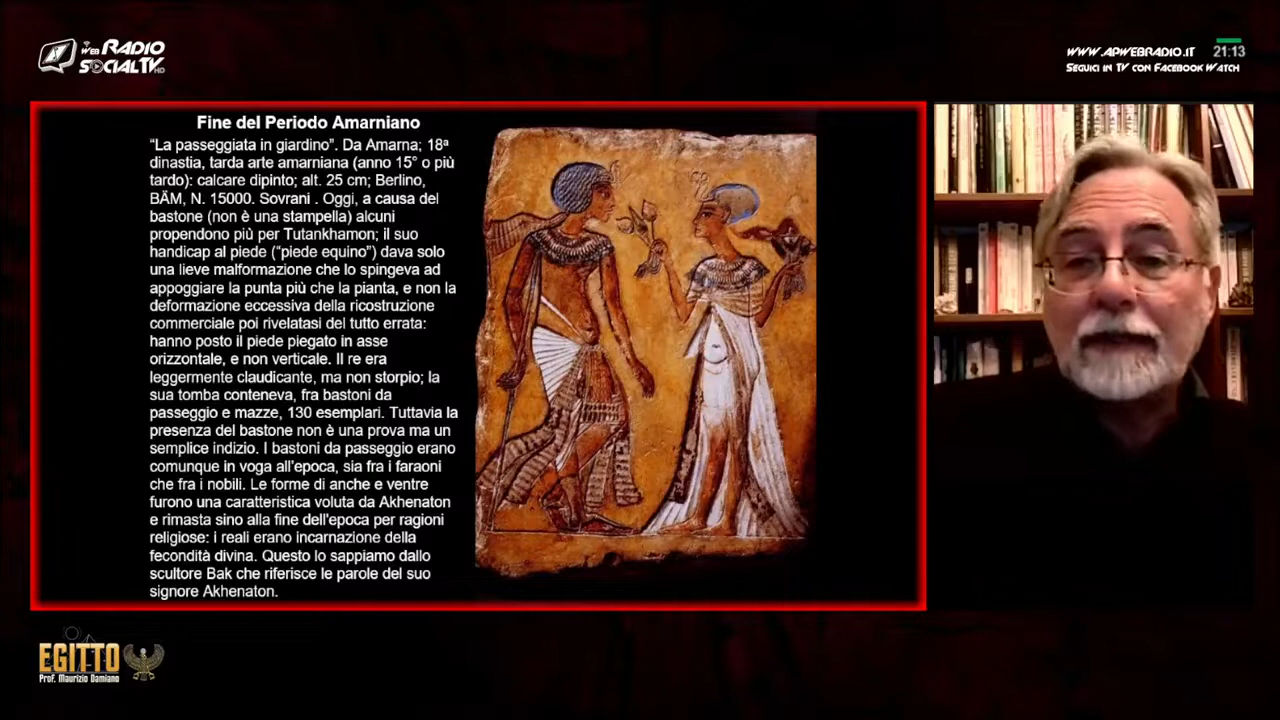 WEB RADIO
SOCIALTV HD
WWW.APWEBRADIO.IT
21:13
SEGUICI IN TV CON FACEBOOK WATCH
Fine del Periodo Amarniano
“La passeggiata in giardino”. Da Amarna; 18ª
dinastia, tarda arte amarniana (anno 15° o più
tardo): calcare dipinto; alt. 25 cm; Berlino,
BÄM, N. 15000. Sovrani . Oggi, a causa del
bastone (non è una stampella) alcuni
propendono più per Tutankhamon; il suo
handicap al piede (“piede equino”) dava solo
una lieve malformazione che lo spingeva ad
appoggiare la punta più che la pianta, e non la
deformazione eccessiva della ricostruzione
commerciale poi rivelatasi del tutto errata:
hanno posto il piede piegato in asse
orizzontale, e non verticale. Il re era
leggermente claudicante, ma non storpio; la
sua tomba conteneva, fra bastoni da
passeggio e mazze, 130 esemplari. Tuttavia la
presenza del bastone non è una prova ma un
semplice indizio. I bastoni da passeggio erano
comunque in voga all'epoca, sia fra i faraoni
che fra i nobili. Le forme di anche e ventre
furono una caratteristica voluta da Akhenaton
e rimasta sino alla fine dell'epoca per ragioni
religiose: i reali erano incarnazione della
fecondità divina. Questo lo sappiamo dallo
scultore Bak che riferisce le parole del suo
signore Akhenaton.
EGITTO
Prof. Maurizio Damiano